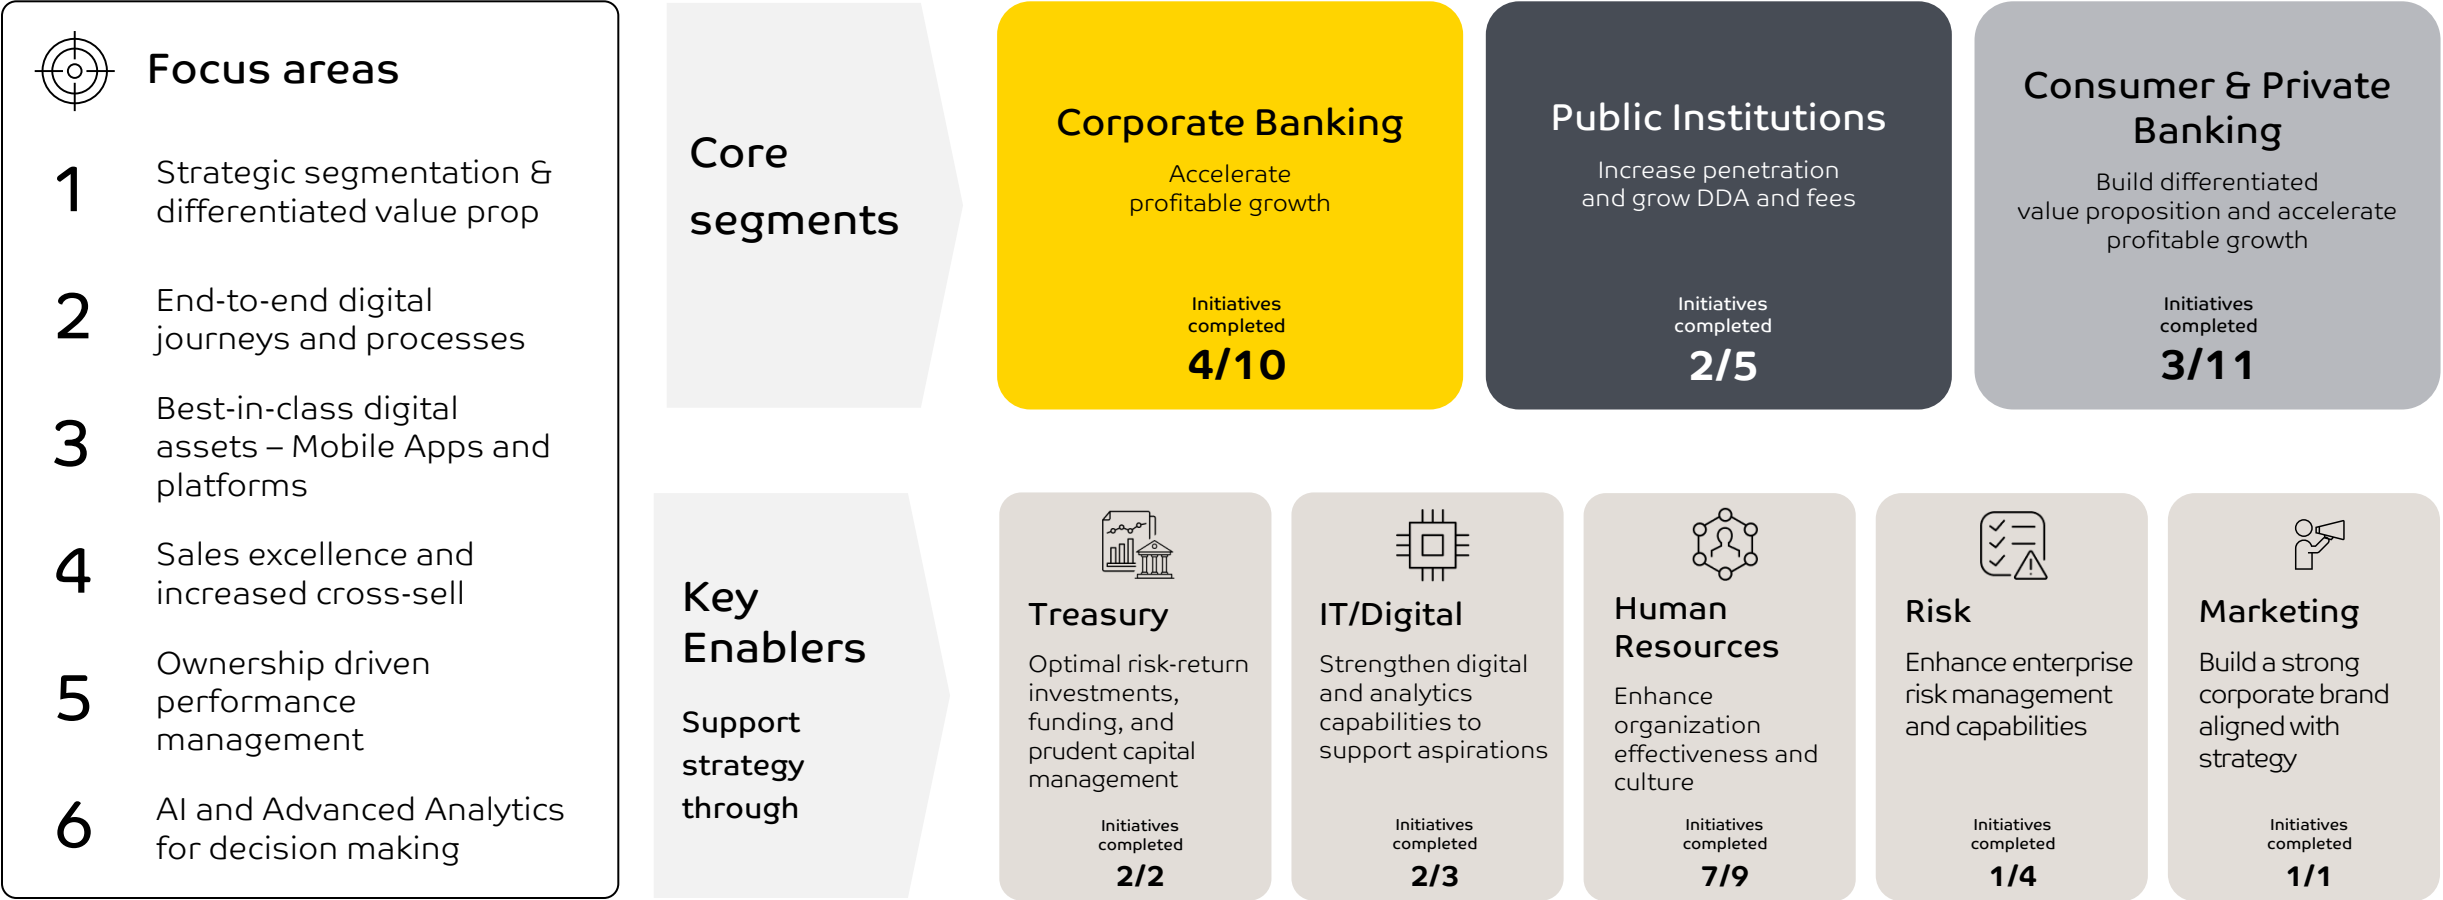 Focus areas
1
Strategic segmentation &
differentiated value prop
2
End-to-end digital
journeys and processes
3
Best-in-class digital
assets – Mobile Apps and
platforms
4
Sales excellence and
increased cross-sell
5
Ownership driven
performance
management
6
AI and Advanced Analytics
for decision making
Core
segments
Corporate Banking
Accelerate
profitable growth
Initiatives
completed
4/10
Public Institutions
Increase penetration
and grow DDA and fees
Initiatives
completed
2/5
Consumer & Private
Banking
Build differentiated
value proposition and accelerate
profitable growth
Initiatives
completed
3/11
Key
Enablers
Support
strategy
through
Treasury
Optimal risk-return
investments,
funding, and
prudent capital
management
Initiatives
completed
2/2
IT/Digital
Strengthen digital
and analytics
capabilities to
support aspirations
Initiatives
completed
2/3
Human
Resources
Enhance
organization
effectiveness and
culture
Initiatives
completed
7/9
Risk
Enhance enterprise
risk management
and capabilities
Initiatives
completed
1/4
Marketing
Build a strong
corporate brand
aligned with
strategy
Initiatives
completed
1/1